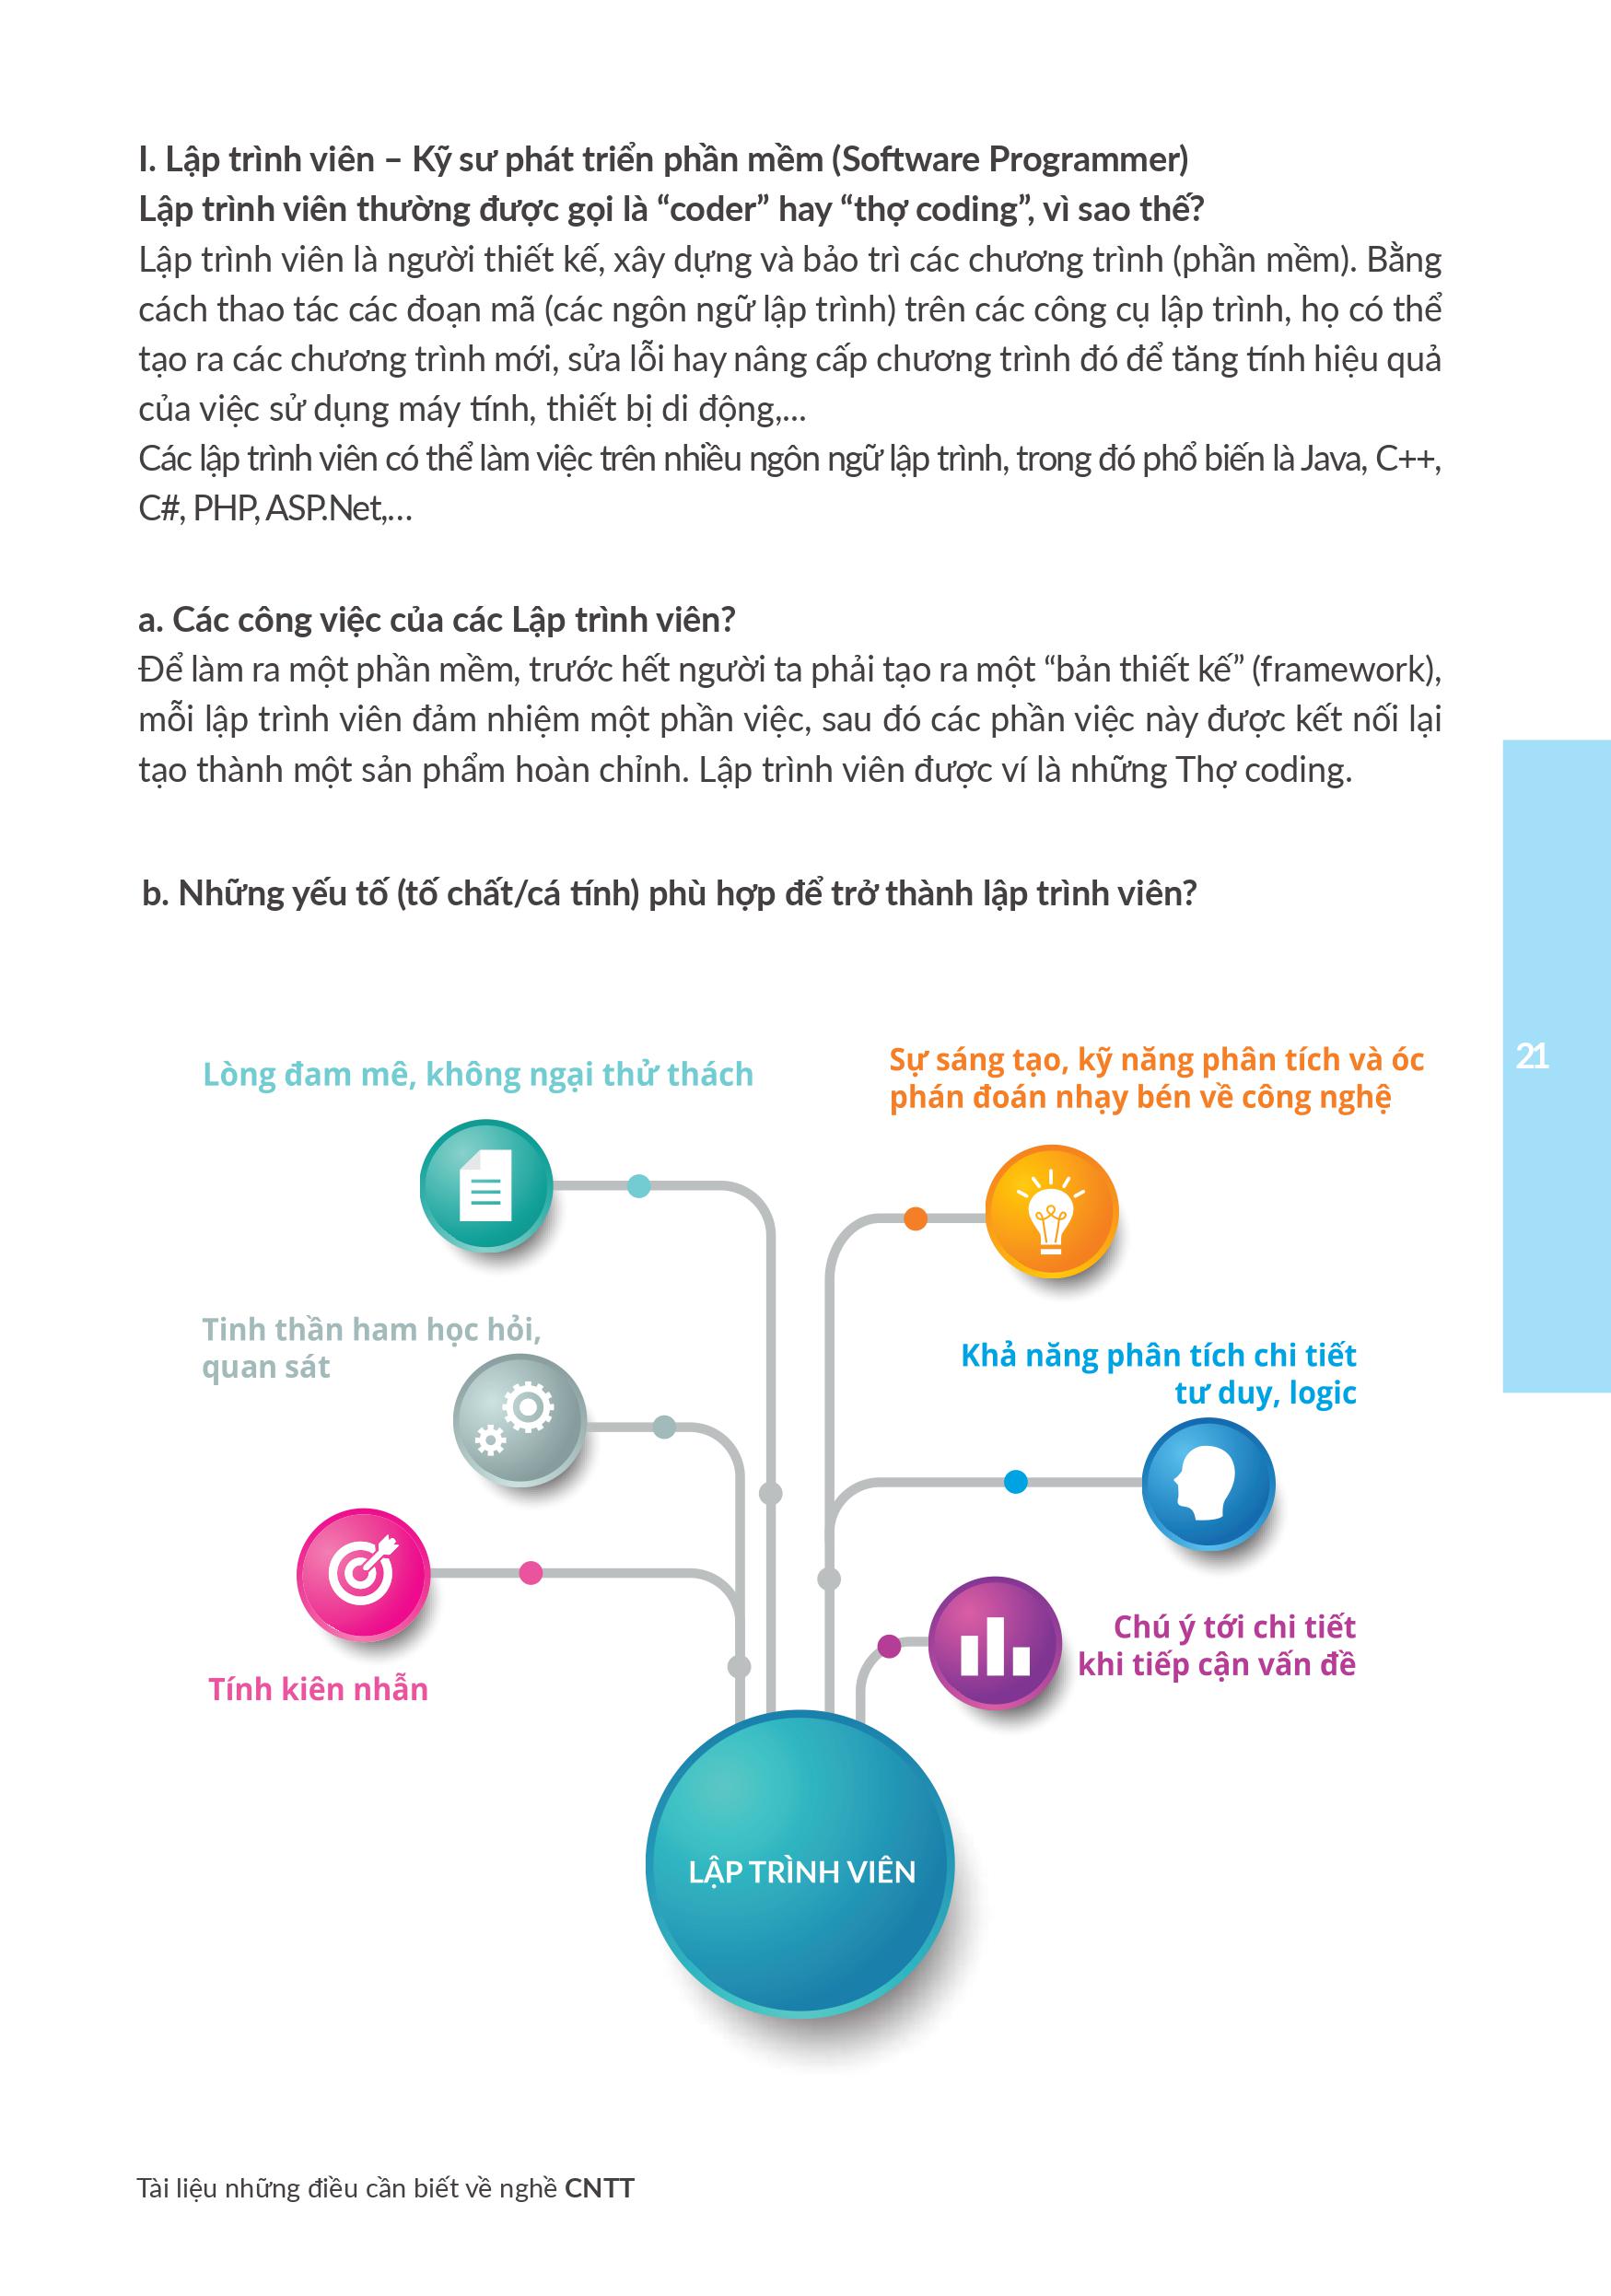 I. Lập trình viên – Kỹ sư phát triển phần mềm (Software Programmer)
Lập trình viên thường được gọi là “coder” hay “thợ coding”, vì sao thế?
Lập trình viên là người thiết kế, xây dựng và bảo trì các chương trình (phần mềm). Bằng
cách thao tác các đoạn mã (các ngôn ngữ lập trình) trên các công cụ lập trình, họ có thể
tạo ra các chương trình mới, sửa lỗi hay nâng cấp chương trình đó để tăng tính hiệu quả
của việc sử dụng máy tính, thiết bị di động,...
Các lập trình viên có thể làm việc trên nhiều ngôn ngữ lập trình, trong đó phổ biến là Java, C++,
C#, PHP, ASP.Net,...
a. Các công việc của các Lập trình viên?
Để làm ra một phần mềm, trước hết người ta phải tạo ra một “bản thiết kế” (framework),
mỗi lập trình viên đảm nhiệm một phần việc, sau đó các phần việc này được kết nối lại
tạo thành một sản phẩm hoàn chỉnh. Lập trình viên được ví là những Thợ coding.
b. Những yếu tố (tố chất/cá tính) phù hợp để trở thành lập trình viên?
Lòng đam mê, không ngại thử thách
Sự sáng tạo, kỹ năng phân tích và óc
phán đoán nhạy bén về công nghệ
Tinh thần ham học hỏi,
quan sát
Khả năng phân tích chi tiết
tư duy, logic
Tính kiên nhẫn
Chú ý tới chi tiết
khi tiếp cận vấn đề
LẬP TRÌNH VIÊN
21
Tài liệu những điều cần biết về nghề CNTT